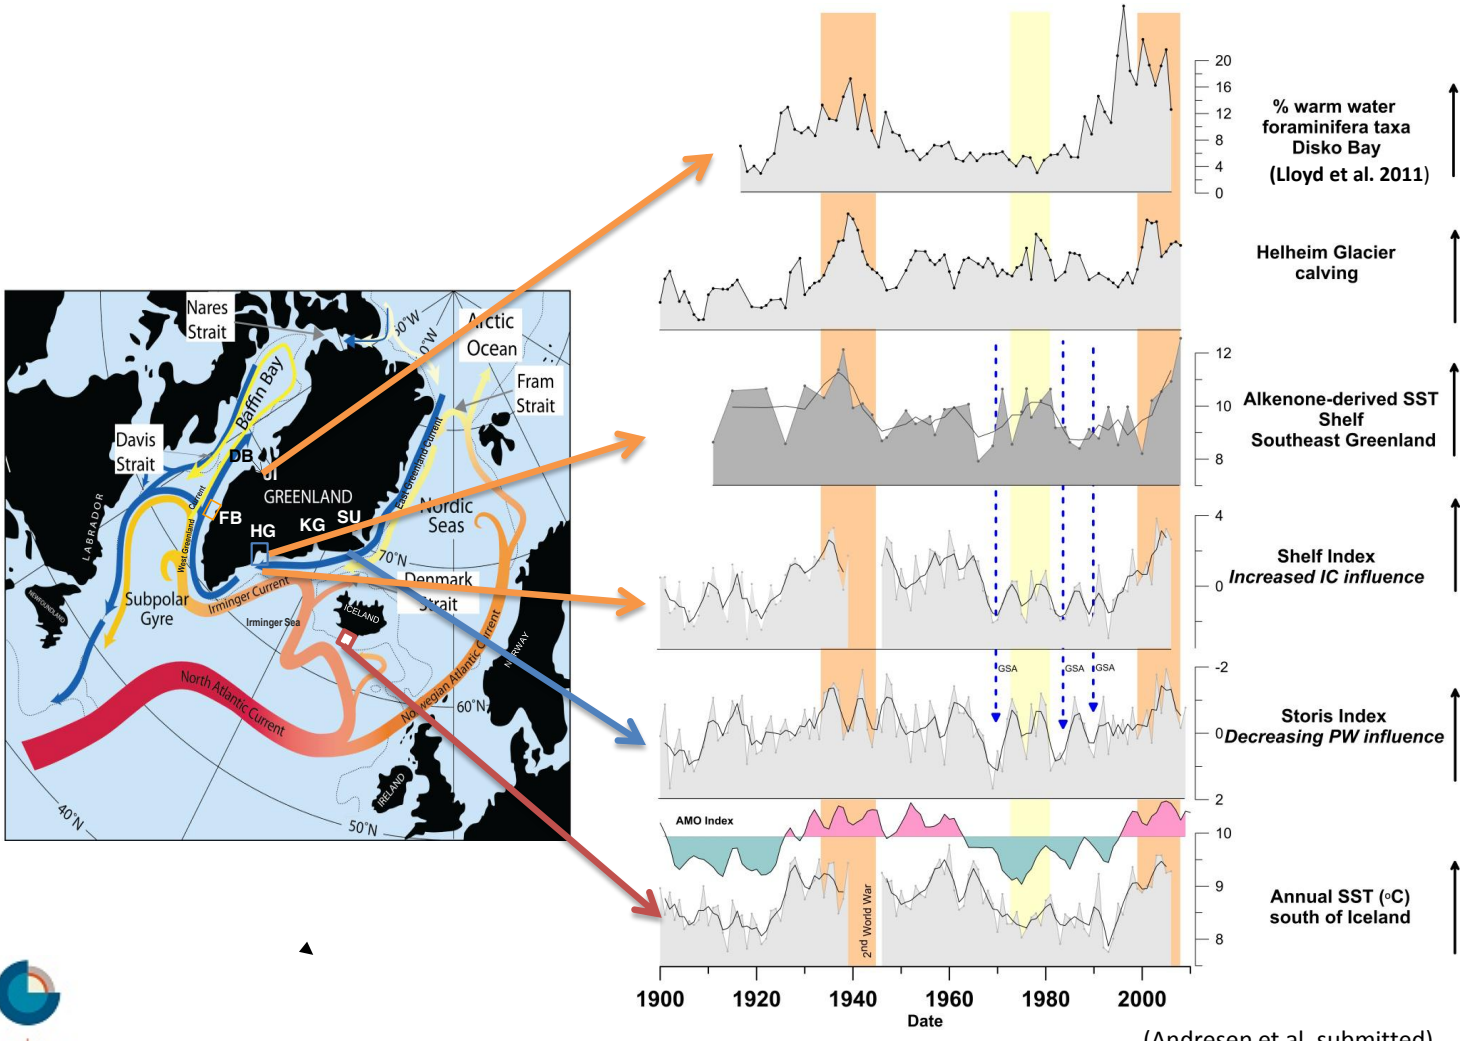 Nares
Strait
50°W
Arctic
Ocean
Fram
Strait
Baffin Bay
Davis
Strait
DB
JI
GREENLAND
East Greenland Current
Nordic
Seas
LABRADOR
Current
West Greenland
FB
HG
KG
SU
70°N
Denmark
Strait
NEWFOUNDLAND
Subpolar
Gyre
Irminger Current
Irminger Sea
ICELAND
NORWAY
North Atlantic Current
Norwegian Atlantic Current
60°N
IRELAND
40°N
50°N
20
16
12
8
4
0
% warm water
foraminifera taxa
Disko Bay
(Lloyd et al. 2011)
Helheim Glacier
calving
12
10
8
Alkenone-derived SST
Shelf
Southeast Greenland
4
0
Shelf Index
Increased IC influence
GSA GSA GSA
-2
0
2
Storis Index
Decreasing PW influence
AMO Index
10
9
8
2nd World War
Annual SST (oC)
south of Iceland
1900 1920 1940 1960 1980 2000
Date
(Andresen et al. submitted)